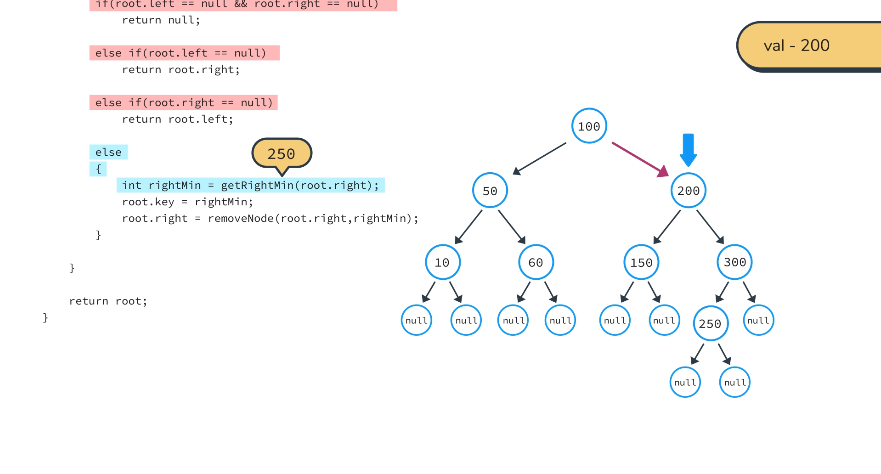 if(root.left == null && root.right == null)
return null;
else if(root.left == null)
return root.right;
else if(root.right == null)
return root.left;
else
{
250
int rightMin = getRightMin(root.right);
root.key = rightMin;
root.right = removeNode(root.right,rightMin);
}
}
return root;
}
val - 200
100
50
200
10
60
150
300
null
null
null
null
null
null
250
null
null
null